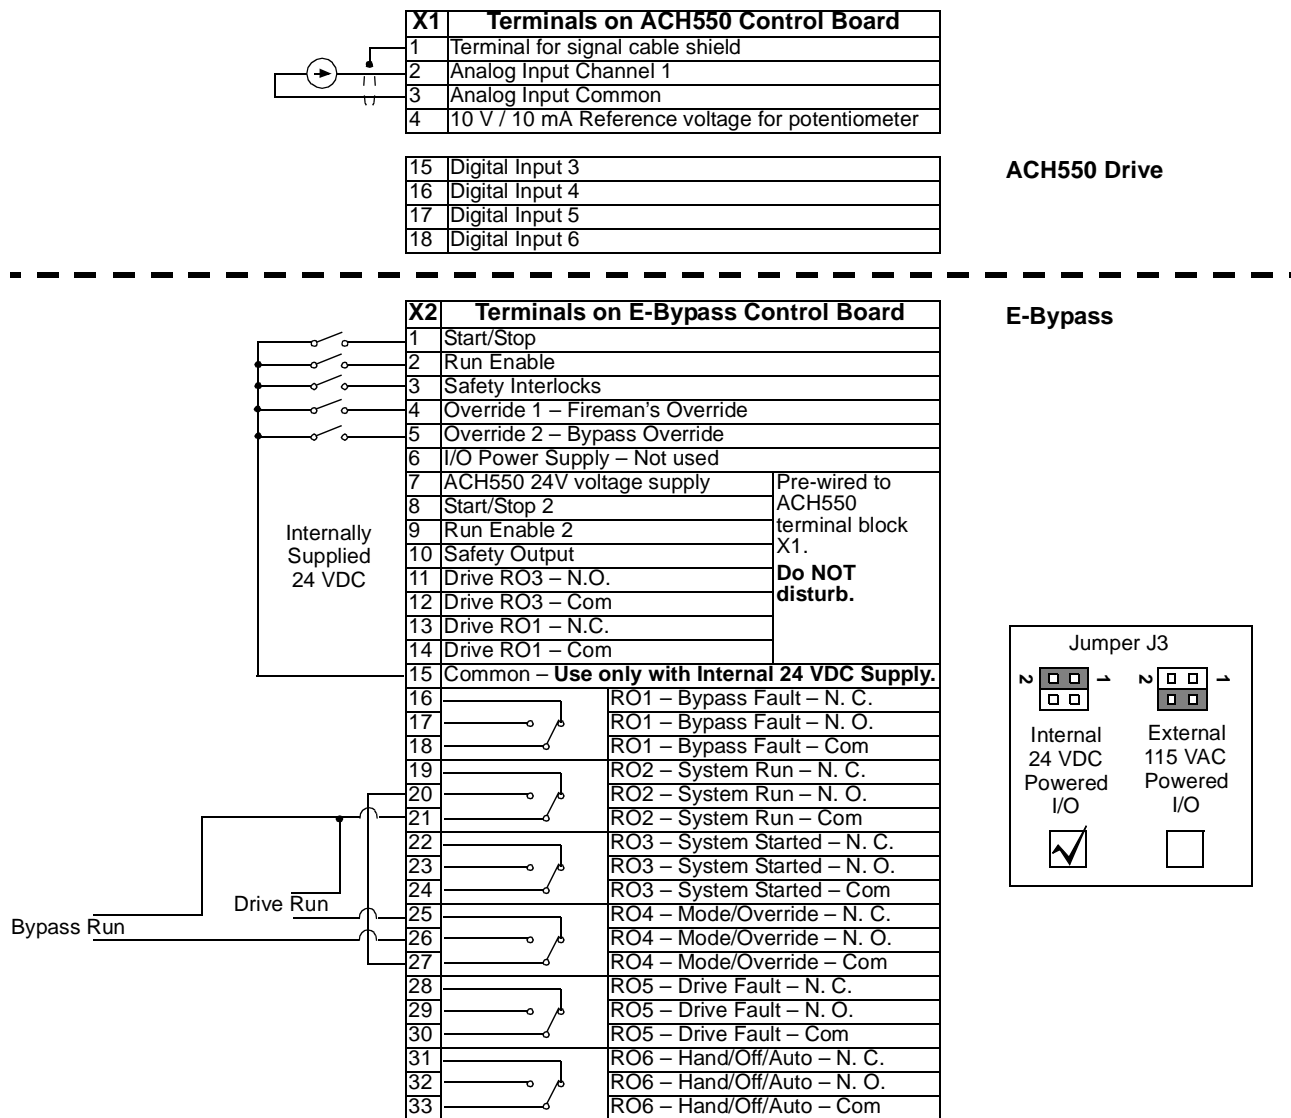 X1 Terminals on ACH550 Control Board
1 Terminal for signal cable shield
2 Analog Input Channel 1
3 Analog Input Common
4 10 V / 10 mA Reference voltage for potentiometer
15 Digital Input 3
16 Digital Input 4
17 Digital Input 5
18 Digital Input 6
ACH550 Drive
X2 Terminals on E-Bypass Control Board
E-Bypass
1 Start/Stop
2 Run Enable
3 Safety Interlocks
4 Override 1 – Fireman's Override
5 Override 2 – Bypass Override
6 I/O Power Supply – Not used
7 ACH550 24V voltage supply
8 Start/Stop 2
9 Run Enable 2
10 Safety Output
11 Drive RO3 – N.O.
12 Drive RO3 – Com
13 Drive RO1 – N.C.
14 Drive RO1 – Com
Pre-wired to
ACH550
terminal block
X1.
Do NOT
disturb.
Internally
Supplied
24 VDC
15 Common – Use only with Internal 24 VDC Supply.
16 RO1 – Bypass Fault – N. C.
17 RO1 – Bypass Fault – N. O.
18 RO1 – Bypass Fault – Com
19 RO2 – System Run – N. C.
20 RO2 – System Run – N. O.
21 RO2 – System Run – Com
22 RO3 – System Started – N. C.
23 RO3 – System Started – N. O.
24 RO3 – System Started – Com
25 RO4 – Mode/Override – N. C.
26 RO4 – Mode/Override – N. O.
27 RO4 – Mode/Override – Com
28 RO5 – Drive Fault – N. C.
29 RO5 – Drive Fault – N. O.
30 RO5 – Drive Fault – Com
31 RO6 – Hand/Off/Auto – N. C.
32 RO6 – Hand/Off/Auto – N. O.
33 RO6 – Hand/Off/Auto – Com
Drive Run
Bypass Run
Jumper J3
2 1
2 1
Internal
24 VDC
Powered
I/O
External
115 VAC
Powered
I/O